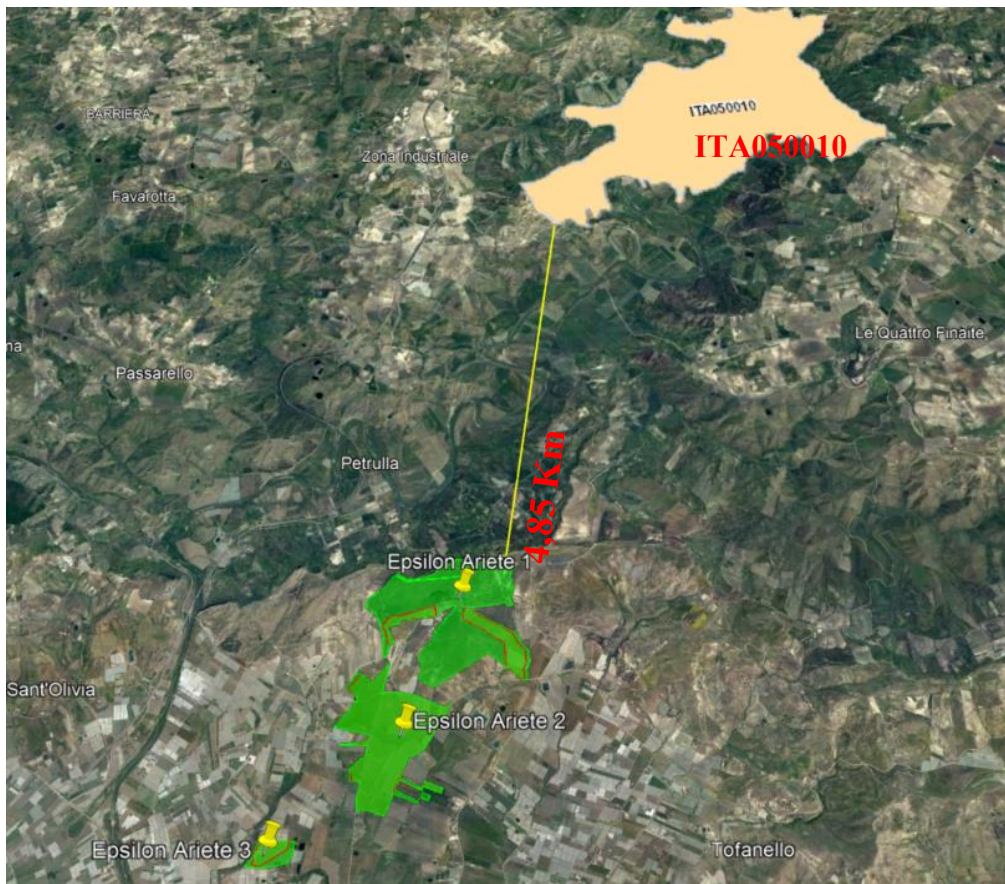 ITA050010
BARRIERA
ITA050010
Zona Industriale
Favarotta
Le Quattro Finaite
na
Passarello
Petrulla
4,85 Km
Epsilon Ariete 1
Sant'Olivia
Epsilon Ariete 2
Epsilon Ariete 3
Tofanello